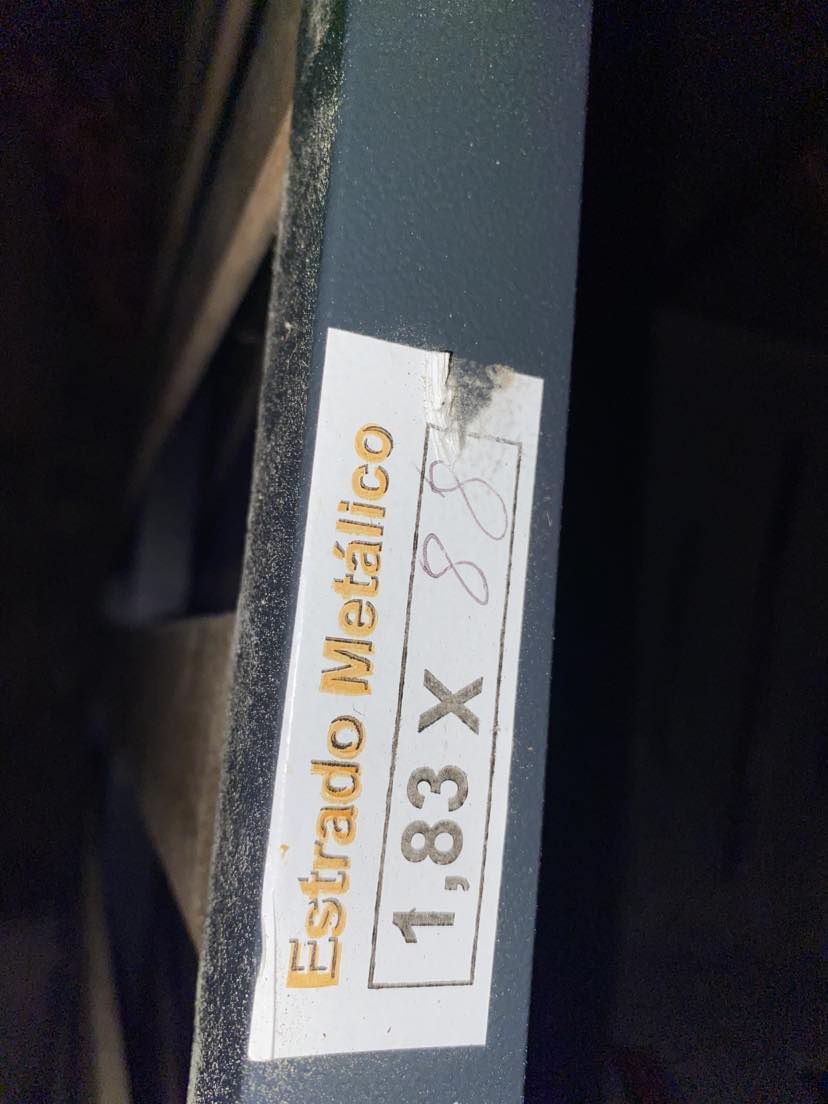 Estrado Metálico
1,83 X 88